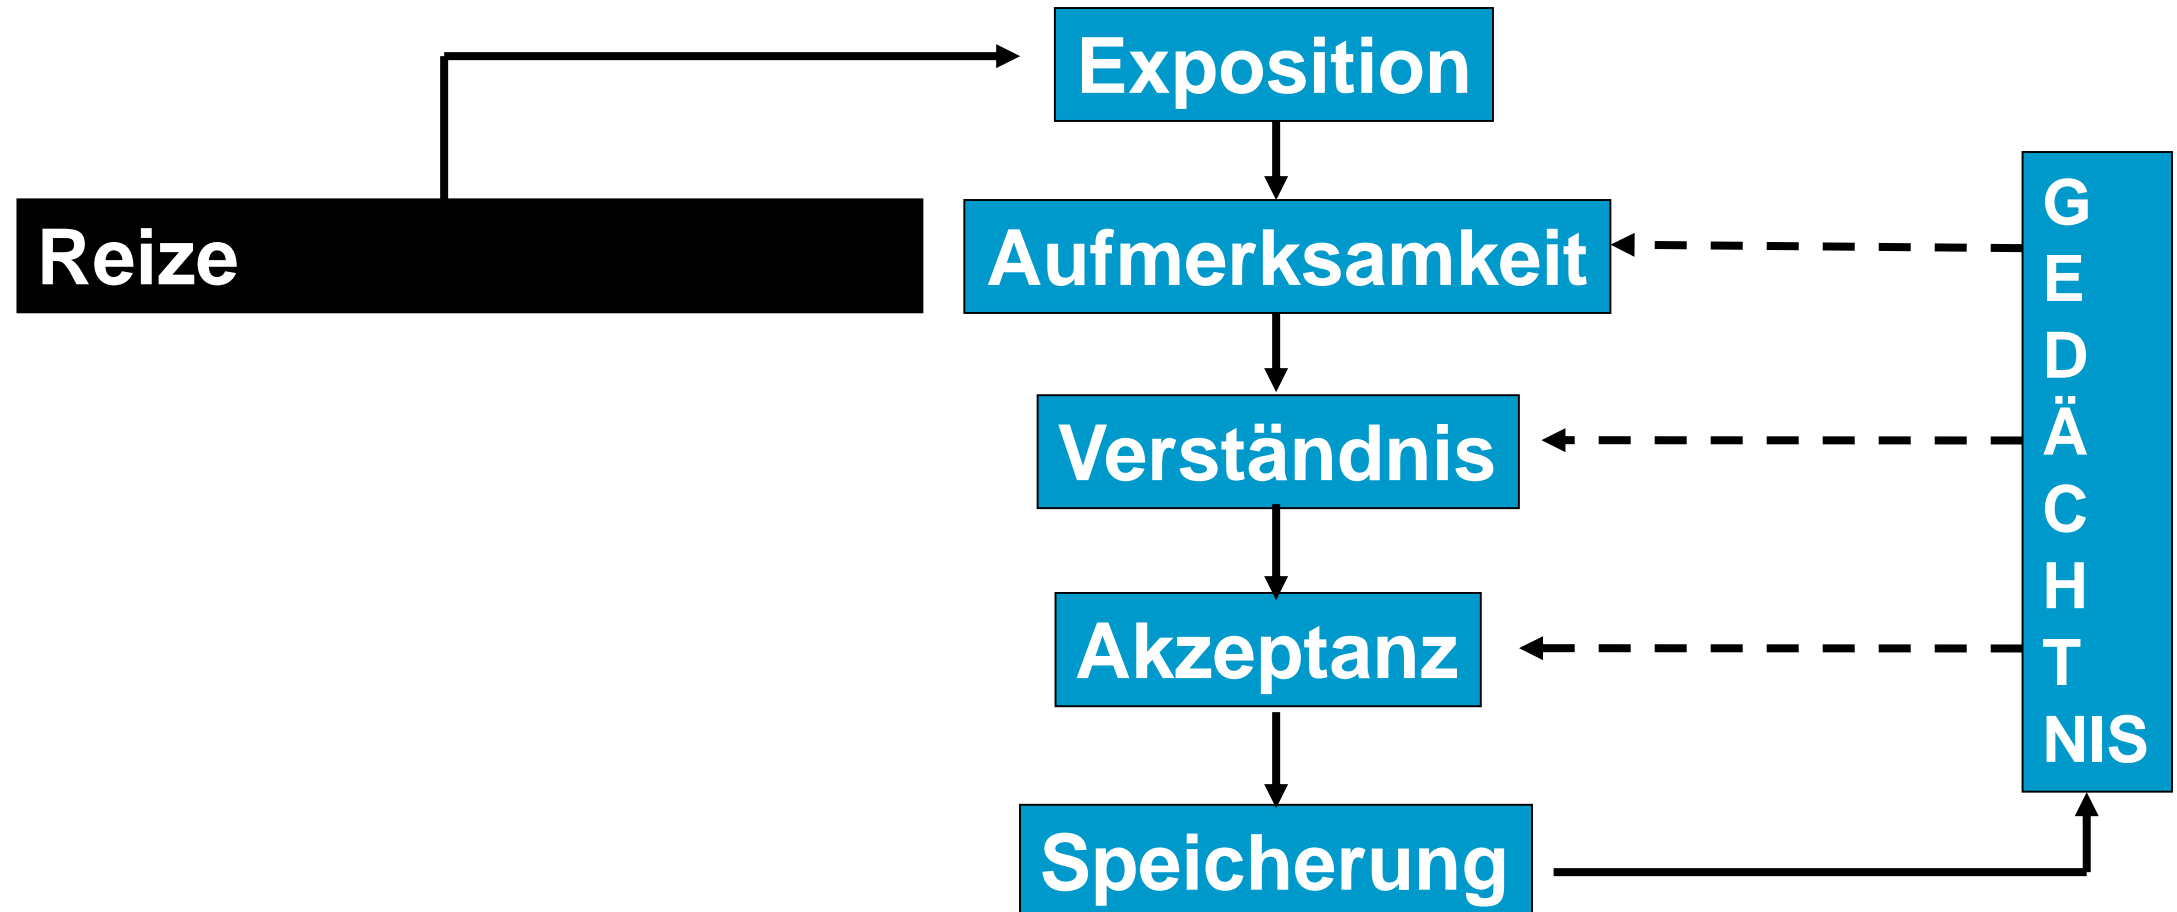 Exposition
Reize
Aufmerksamkeit
Verständnis
Akzeptanz
Speicherung
G
E
D
Ä
C
H
T
NIS